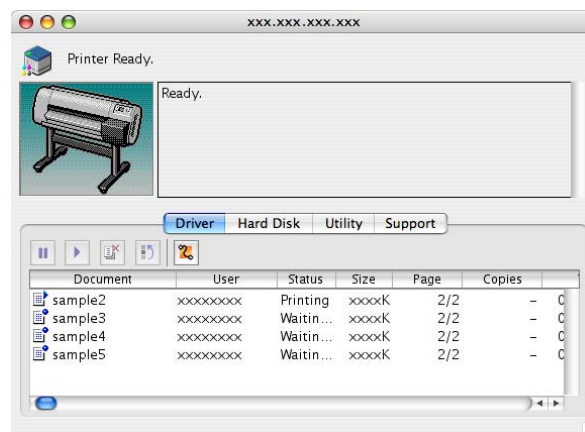 xxx.xxx.xxx.xxx
Printer Ready.
Ready.
Driver Hard Disk Utility Support
Document User Status Size Page Copies
sample2 xxxxxxxx Printing xxxxK 2/2 –
sample3 xxxxxxxx Waitin... xxxxK 2/2 –
sample4 xxxxxxxx Waitin... xxxxK 2/2 –
sample5 xxxxxxxx Waitin... xxxxK 2/2 –